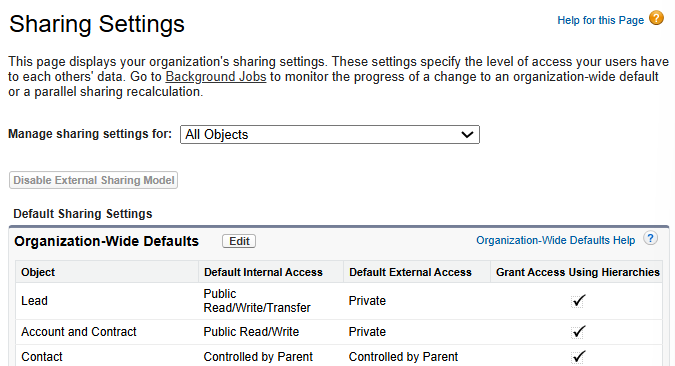 Sharing Settings
Help for this Page ?
This page displays your organization's sharing settings. These settings specify the level of access your users have
to each others' data. Go to Background Jobs to monitor the progress of a change to an organization-wide default
or a parallel sharing recalculation.
Manage sharing settings for: All Objects
Disable External Sharing Model
Default Sharing Settings
Organization-Wide Defaults Edit Organization-Wide Defaults Help ?
Object Default Internal Access Default External Access Grant Access Using Hierarchies
Lead Public Read/Write/Transfer Private ✓
Account and Contract Public Read/Write Private ✓
Contact Controlled by Parent Controlled by Parent ✓